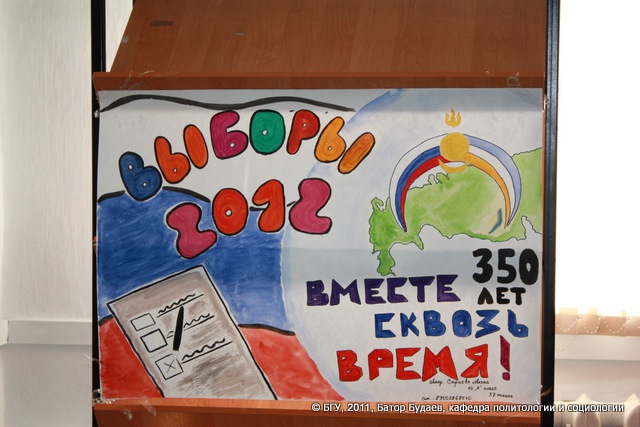 ВЫБОРЫ
2012
350
ВМЕСТЕ ЛЕТ
СКВОЗЬ
ВРЕМЯ!
© БГУ, 2011, Батор Будаев, кафедра политологии и социологии